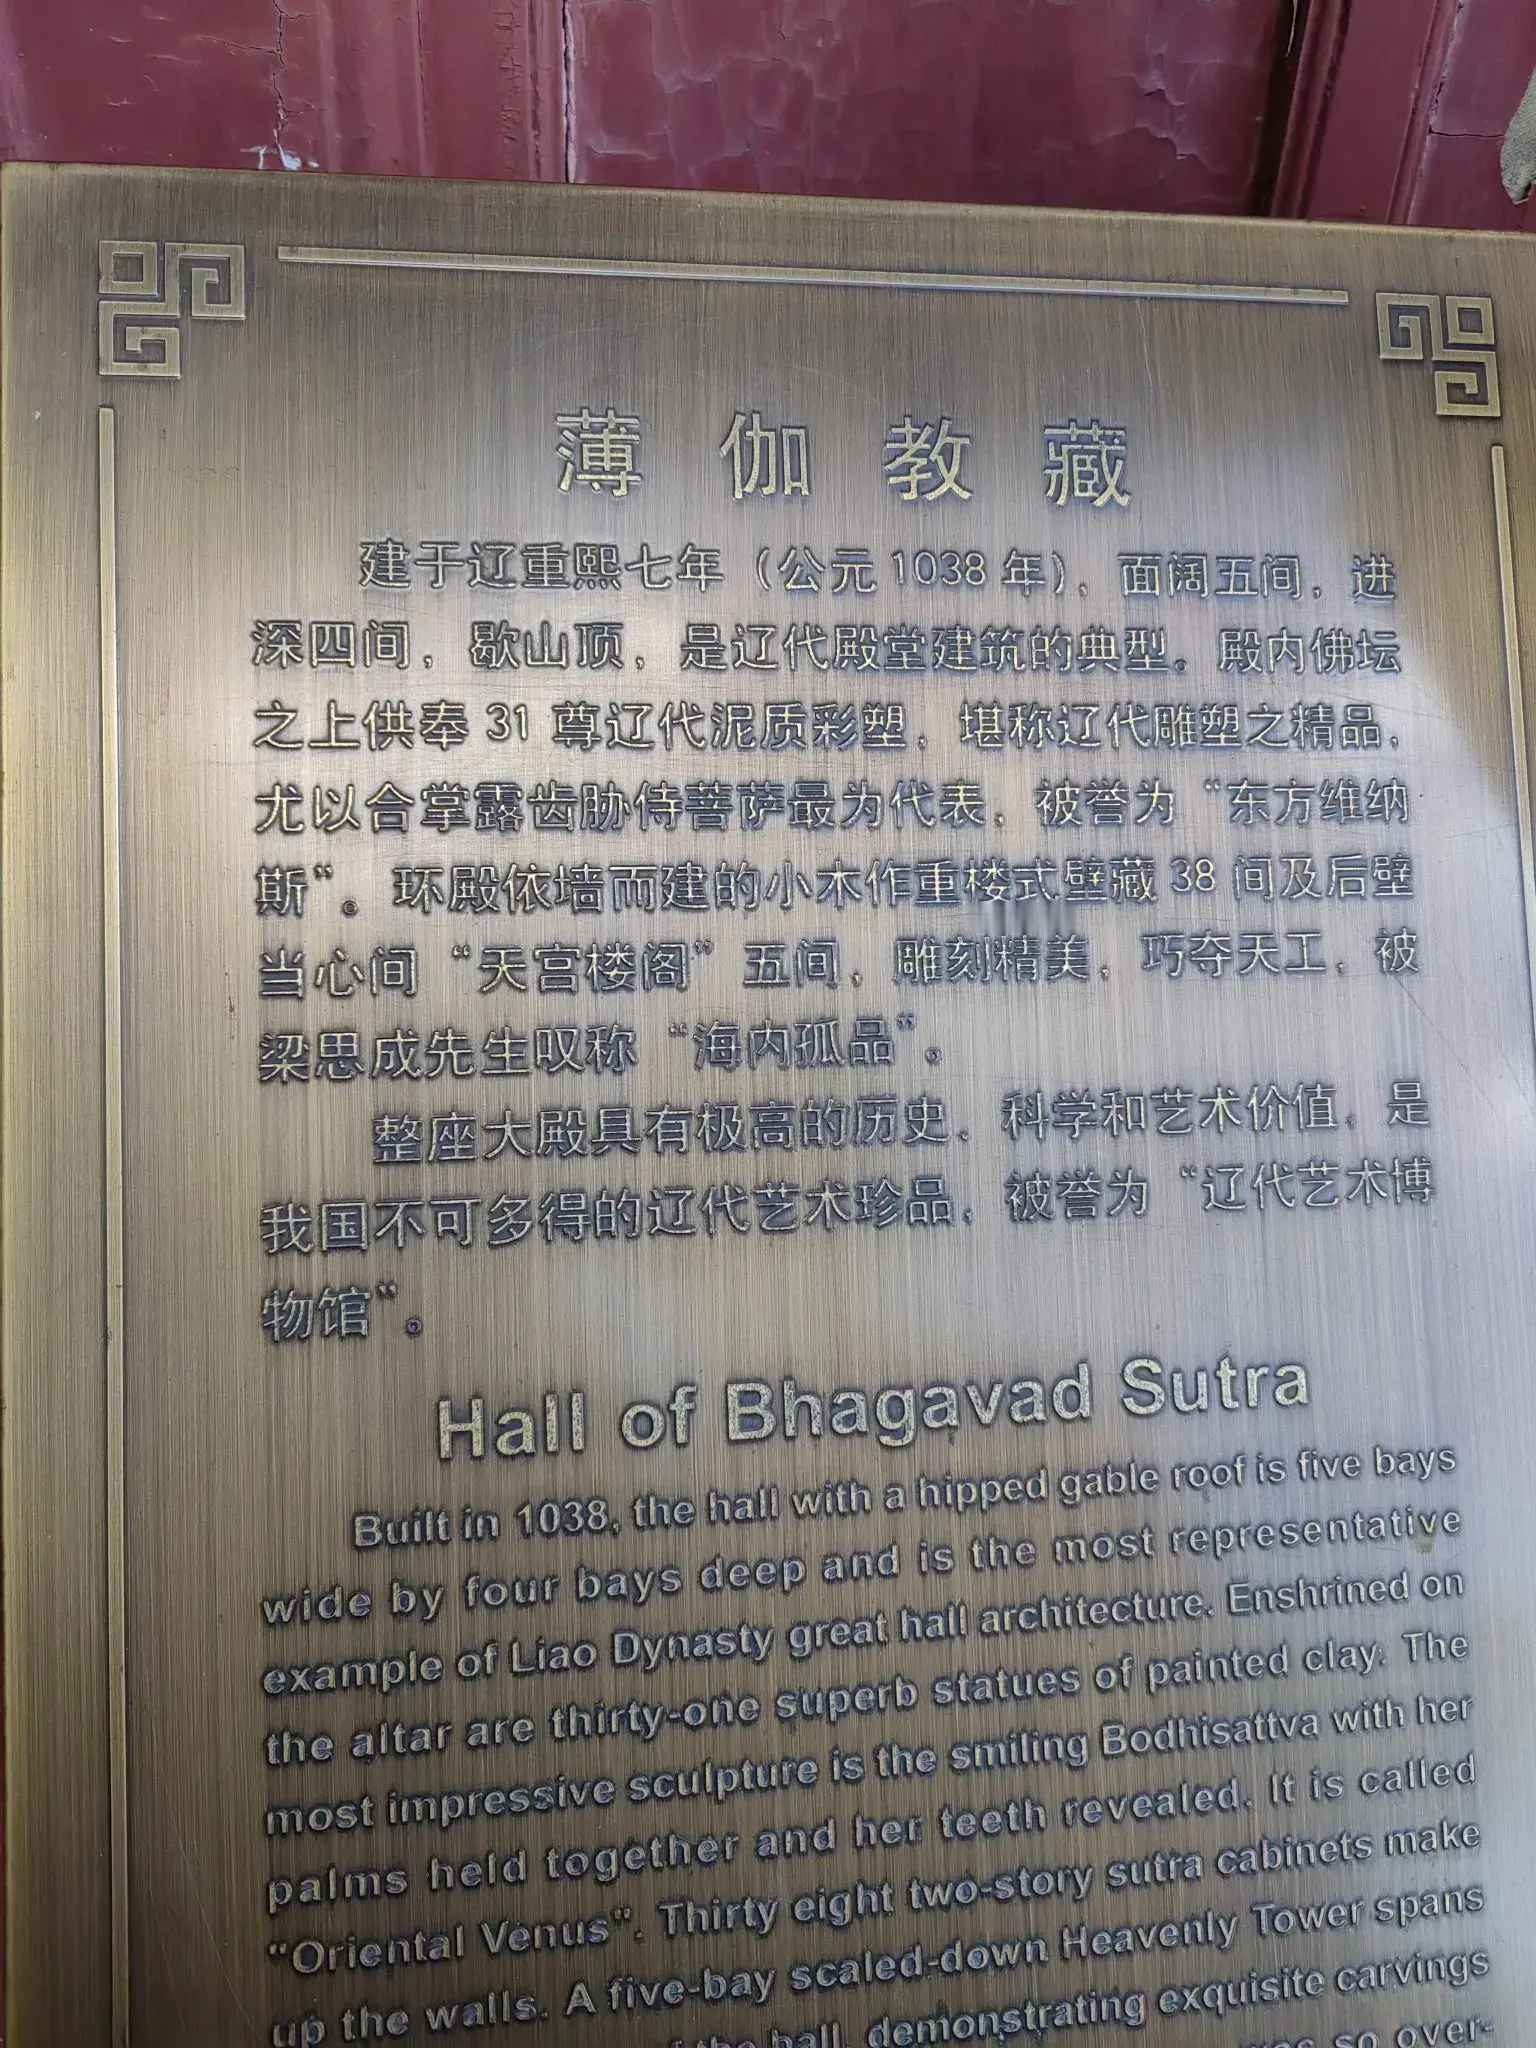 薄伽教藏
建于辽重熙七年（公元1038年），面阔五间，进
深四间，歇山顶，是辽代殿堂建筑的典型。殿内佛坛
之上供奉31尊辽代泥质彩塑，堪称辽代雕塑之精品，
尤以合掌露齿胁侍菩萨最为代表，被誉为“东方维纳
斯”。环殿依墙而建的小木作重楼式壁藏38间及后壁
当心间“天宫楼阁”五间，雕刻精美，巧夺天工，被
梁思成先生叹称“海内孤品”。
整座大殿具有极高的历史、科学和艺术价值，是
我国不可多得的辽代艺术珍品，被誉为“辽代艺术博
物馆”。
Hall of Bhagavad Sutra
Built in 1038, the hall with a hipped gable roof is five bays
wide by four bays deep and is the most representative
example of Liao Dynasty great hall architecture. Enshrined on
the altar are thirty-one superb statues of painted clay. The
most impressive sculpture is the smiling Bodhisattva with her
palms held together and her teeth revealed. It is called
"Oriental Venus". Thirty eight two-story sutra cabinets make
up the walls. A five-bay scaled-down Heavenly Tower spans
the hall, demonstrating exquisite carvings
was so over-